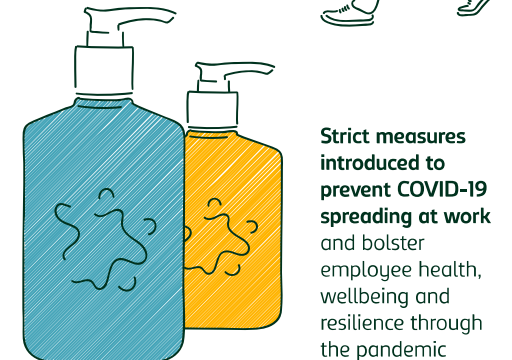 Strict measures
introduced to
prevent COVID-19
spreading at work
and bolster
employee health,
wellbeing and
resilience through
the pandemic